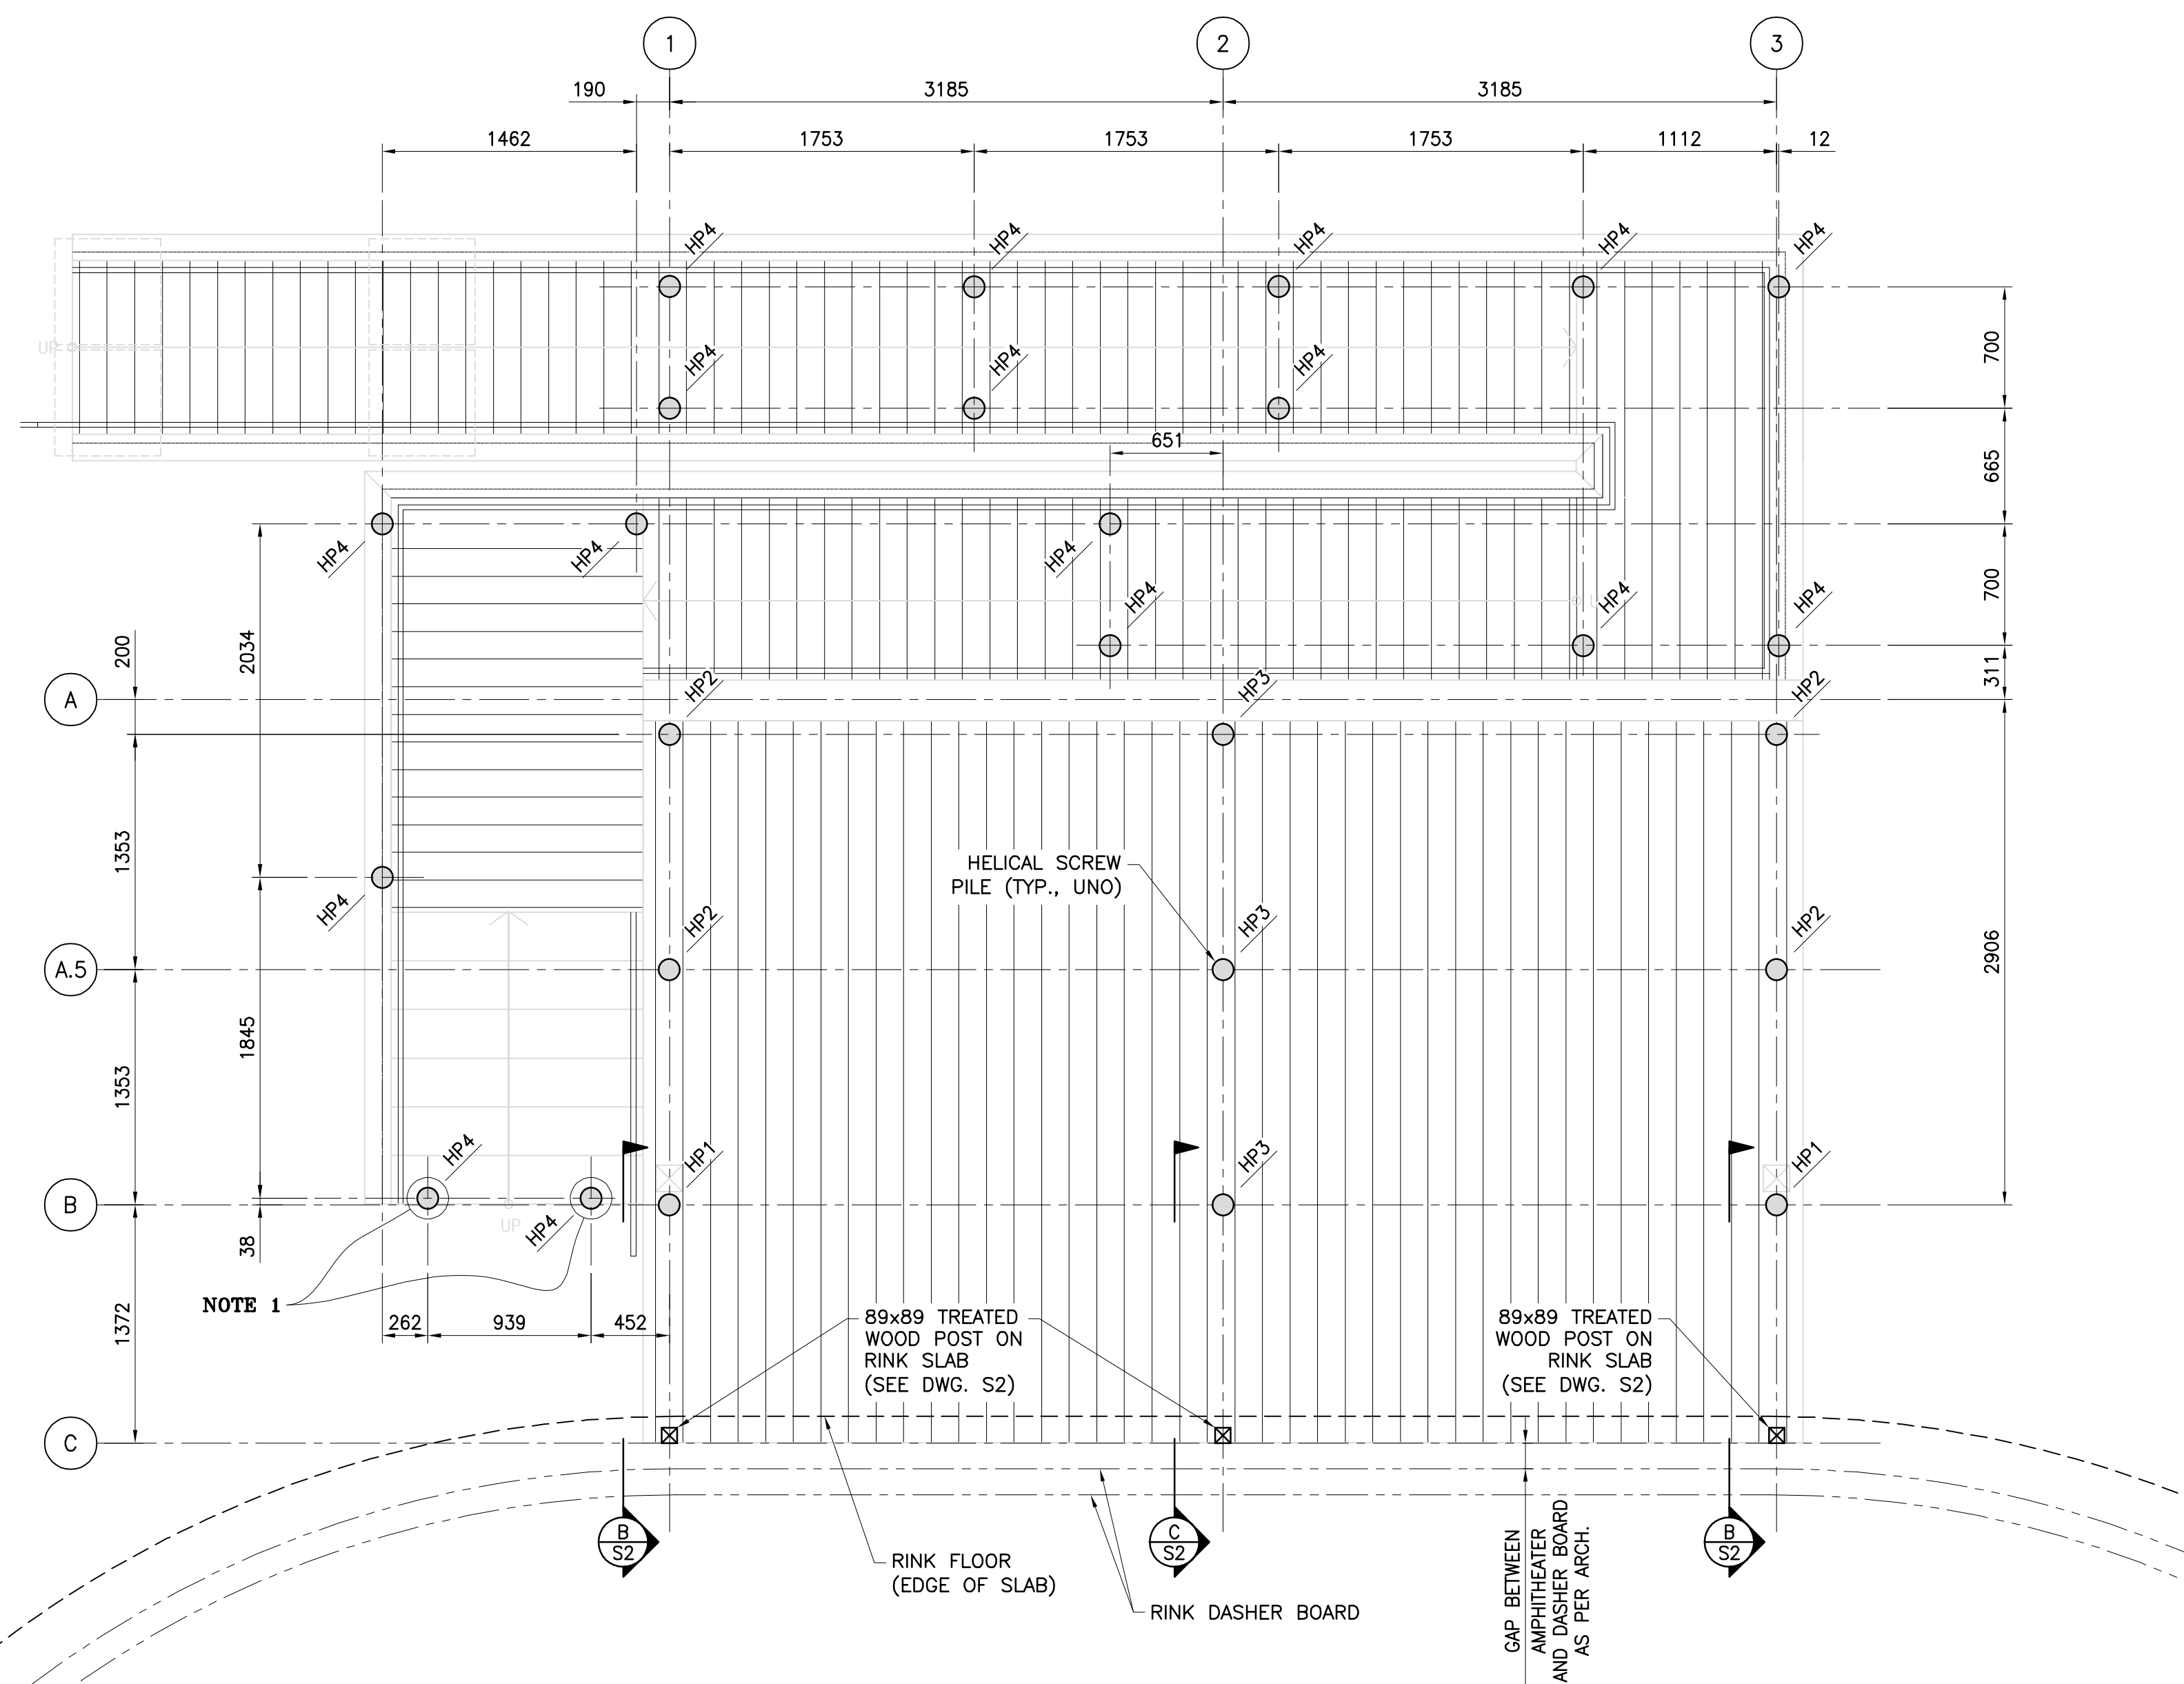 1
2
3
190
3185
3185
1462
1753
1753
1753
1112
12
HP4
HP4
HP4
HP4
HP4
UP
HP4
HP4
HP4
700
651
665
HP4
HP4
HP4
HP4
HP4
HP4
700
2034
200
311
A
HP2
HP3
HP2
1353
HELICAL SCREW
PILE (TYP., UNO)
HP4
HP2
HP3
HP2
2906
A.5
1845
1353
HP4
HP1
HP3
HP1
B
UP
HP4
38
NOTE 1
262
939
452
1372
89x89 TREATED
WOOD POST ON
RINK SLAB
(SEE DWG. S2)
89x89 TREATED
WOOD POST ON
RINK SLAB
(SEE DWG. S2)
C
B
S2
C
S2
B
S2
RINK FLOOR
(EDGE OF SLAB)
RINK DASHER BOARD
GAP BETWEEN
AMPHITHEATER
AND DASHER BOARD
AS PER ARCH.